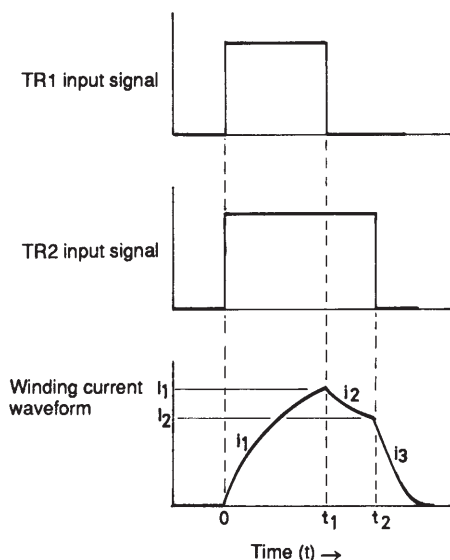 TR1 input signal
TR2 input signal
Winding current
waveform
I₁
I₂
i₁
i₂
i₃
0
t₁
t₂
Time (t) →